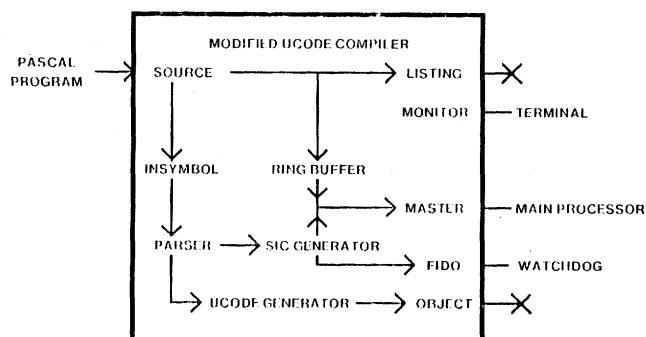 MODIFIED UCODE COMPILER
PASCAL
PROGRAM
SOURCE
LISTING
MONITOR
TERMINAL
INSYMBOL
RING BUFFER
MASTER
MAIN PROCESSOR
PARSER
SIC GENERATOR
FIDO
WATCHDOG
UCODE GENERATOR
OBJECT